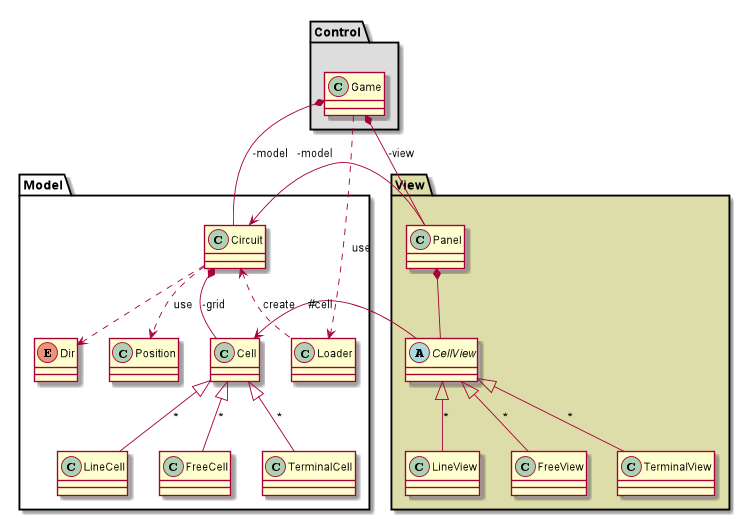 Control
C Game
-model
-model
-view
Model
View
C Circuit
C Panel
use
use
-grid
create
#cell
E Dir
C Position
C Cell
C Loader
A CellView
*
*
*
*
*
*
C LineCell
C FreeCell
C TerminalCell
C LineView
C FreeView
C TerminalView